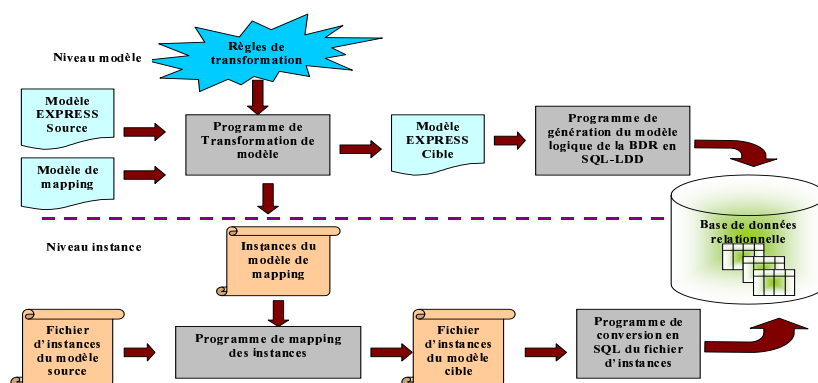 Niveau modèle
Règles de
transformation
Modèle
EXPRESS
Source
Modèle de
mapping
Programme de
Transformation de
modèle
Modèle
EXPRESS
Cible
Programme de
génération du modèle
logique de la BDR en
SQL-LDD
Base de données
relationnelle
Niveau instance
Instances du
modèle de
mapping
Fichier
d'instances
du modèle
source
Programme de mapping
des instances
Fichier
d'instances
du modèle
cible
Programme de
conversion en
SQL du fichier
d'instances